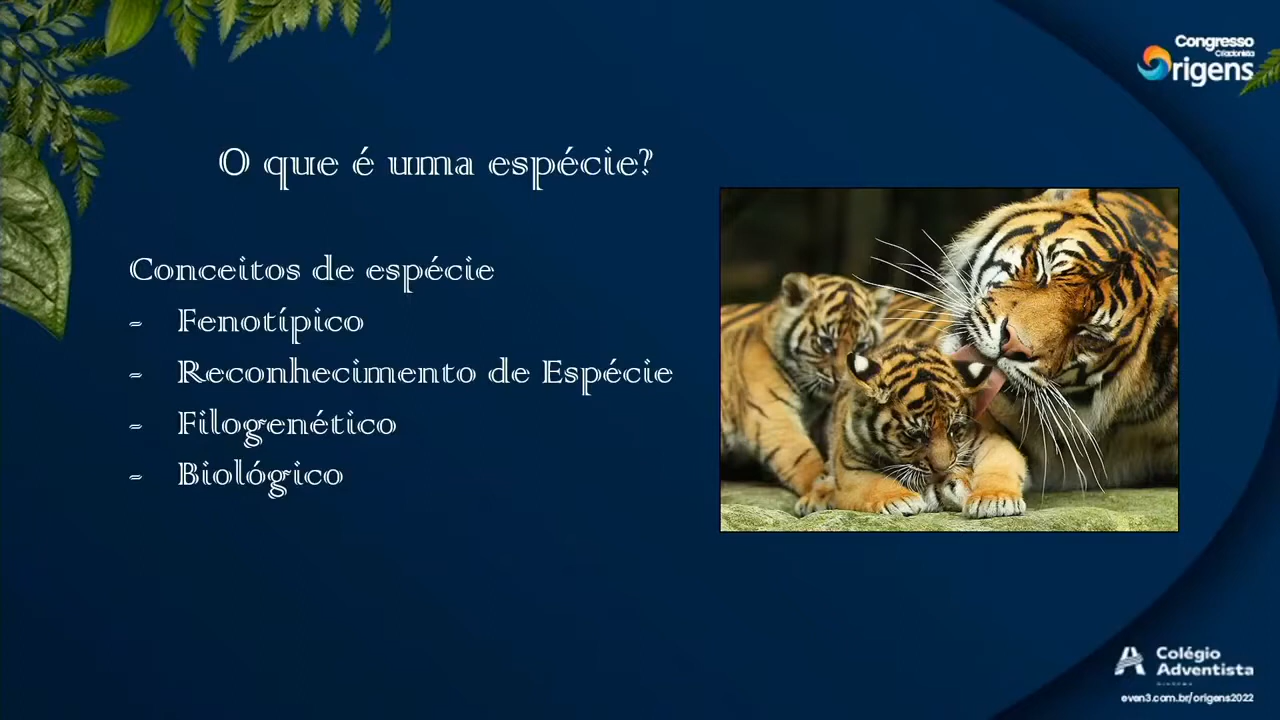 Congresso
Criacionista
Origens
O que é uma espécie?
Conceitos de espécie
- Fenotípico
- Reconhecimento de Espécie
- Filogenético
- Biológico
Colégio
Adventista
even3.com.br/origens2022